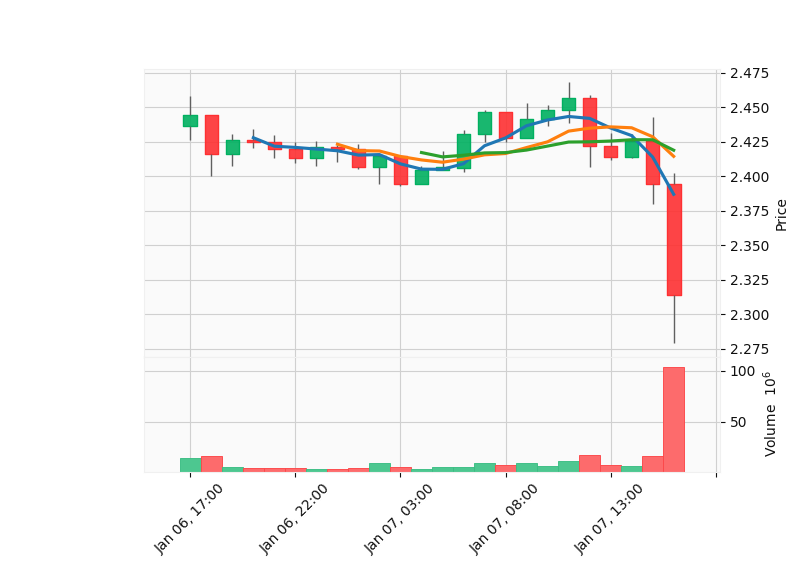 2.475
2.450
2.425
2.400
2.375
2.350
2.325
2.300
2.275
Price
100
50
Volume 10⁶
Jan 06, 17:00
Jan 06, 22:00
Jan 07, 03:00
Jan 07, 08:00
Jan 07, 13:00